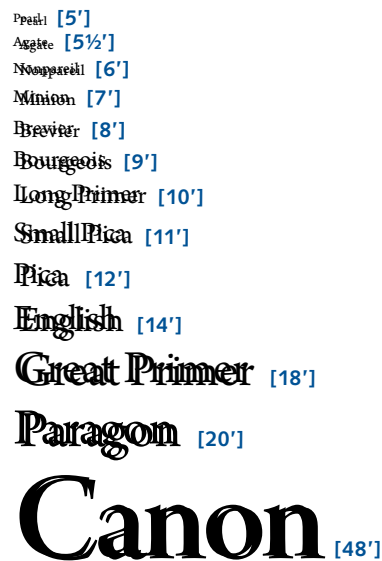 Pearl [5′]
Agate [5½′]
Nonpareil [6′]
Minion [7′]
Brevier [8′]
Bourgeois [9′]
Long Primer [10′]
Small Pica [11′]
Pica [12′]
English [14′]
Great Primer [18′]
Paragon [20′]
Canon [48′]